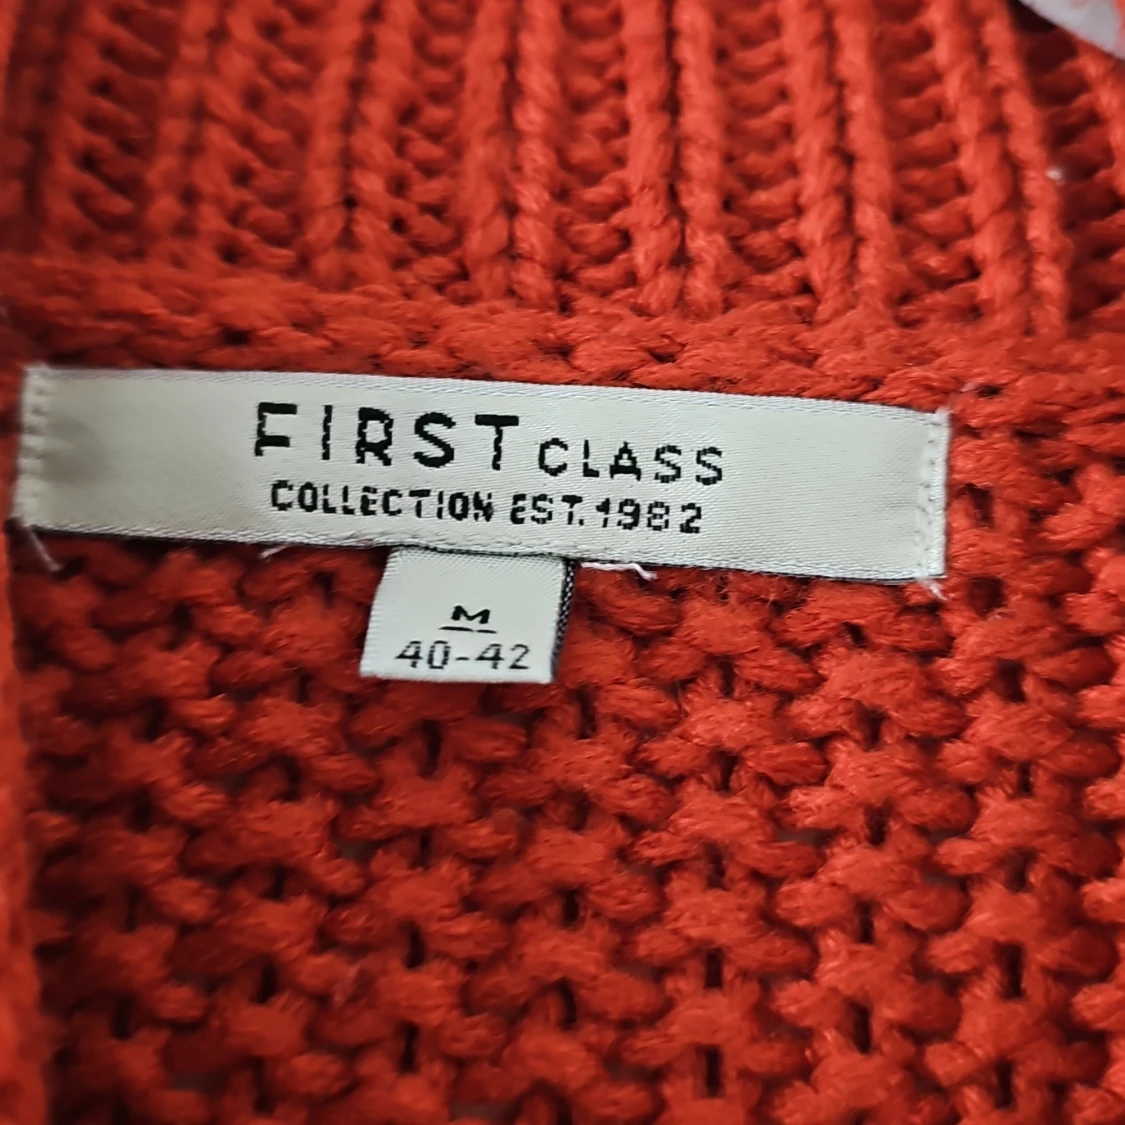 FIRST CLASS
COLLECTION EST. 1982
M
40-42